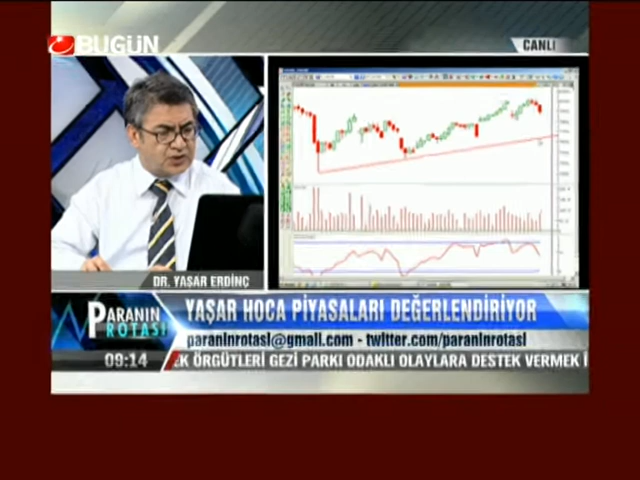 BUGÜN
CANLI
DR. YAŞAR ERDİNÇ
PARANIN
ROTASI
YAŞAR HOCA PİYASALARI DEĞERLENDİRİYOR
paraninrotasi@gmail.com - twitter.com/paraninrotasi
09:14
EK ÖRGÜTLERİ GEZİ PARKI ODAKLI OLAYLARA DESTEK VERMEK İ